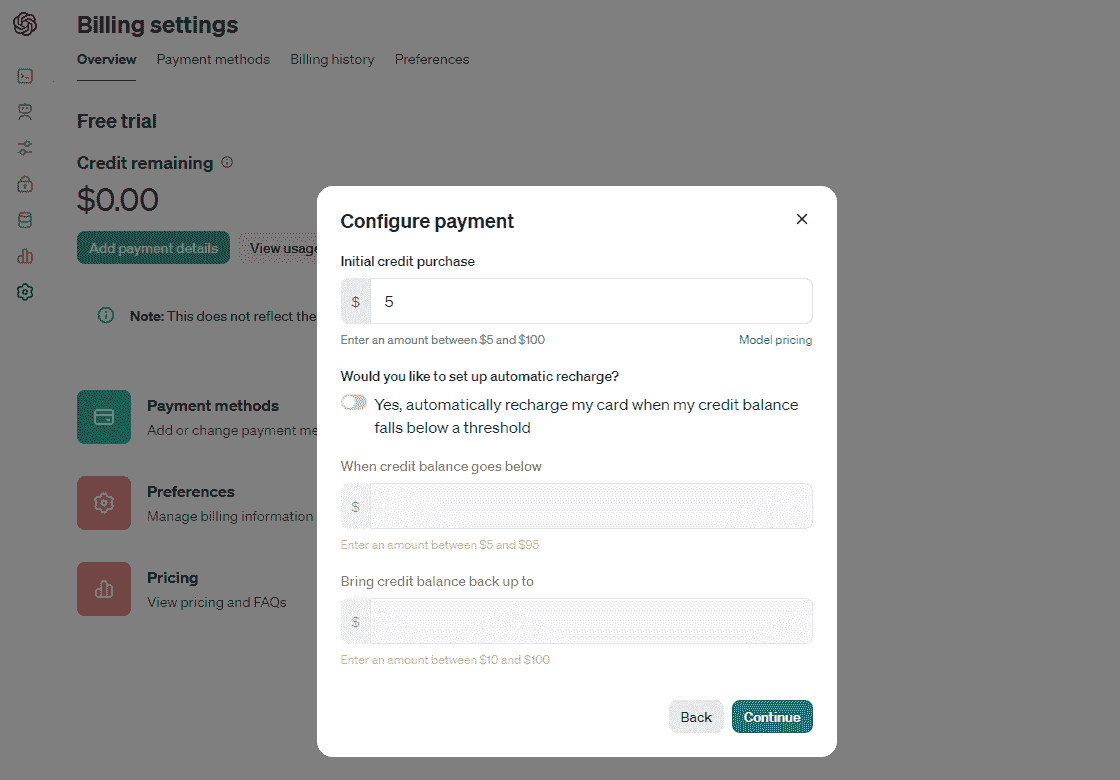 Billing settings
Overview Payment methods Billing history Preferences
Free trial
Credit remaining
$0.00
Add payment details View usage
Note: This does not reflect the
Payment methods
Add or change payment me
Preferences
Manage billing information
Pricing
View pricing and FAQs
Configure payment
Initial credit purchase
$ 5
Enter an amount between $5 and $100 Model pricing
Would you like to set up automatic recharge?
Yes, automatically recharge my card when my credit balance
falls below a threshold
When credit balance goes below
$
Enter an amount between $5 and $95
Bring credit balance back up to
$
Enter an amount between $10 and $100
Back Continue